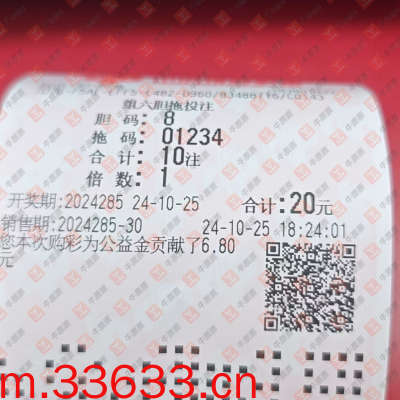 组六胆拖投注
胆 码: 8
拖 码: 01234
合 计: 10注
倍 数: 1
开奖期:2024285 24-10-25 合计:20元
销售期:2024285-30 24-10-25 18:24:01
您本次购彩为公益金贡献了6.80
元
m.33633.cn